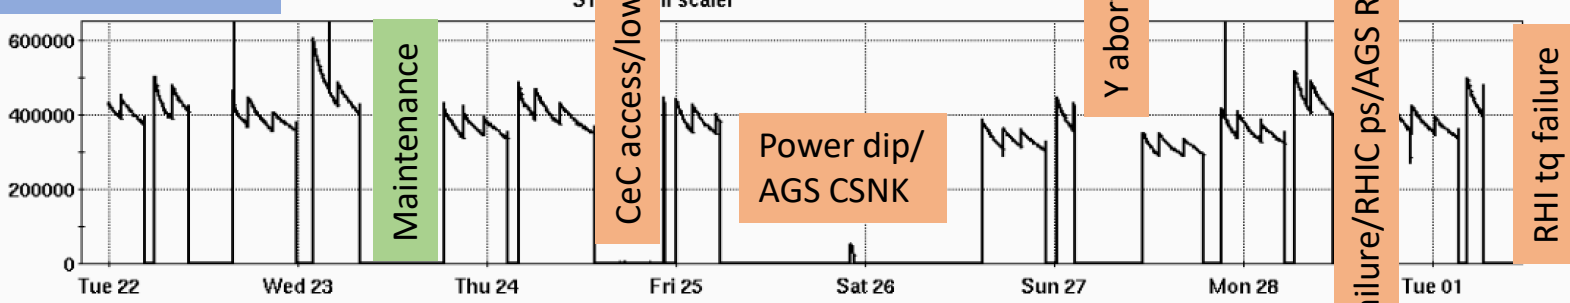 600000
400000
200000
0
Maintenance
CeC access/low
Power dip/
AGS CSNK
Y abor
ailure/RHIC ps/AGS R
RHI tq failure
Tue 22
Wed 23
Thu 24
Fri 25
Sat 26
Sun 27
Mon 28
Tue 01
scaler